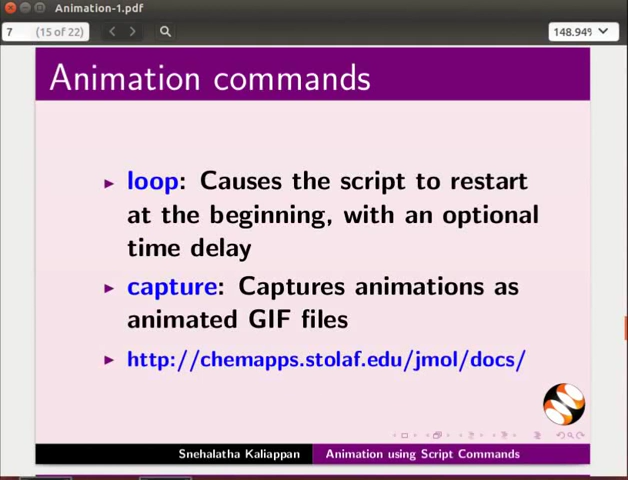 Animation-1.pdf
7 (15 of 22) 148.94%
Animation commands
loop: Causes the script to restart
at the beginning, with an optional
time delay
capture: Captures animations as
animated GIF files
http://chemapps.stolaf.edu/jmol/docs/
Snehalatha Kaliappan Animation using Script Commands